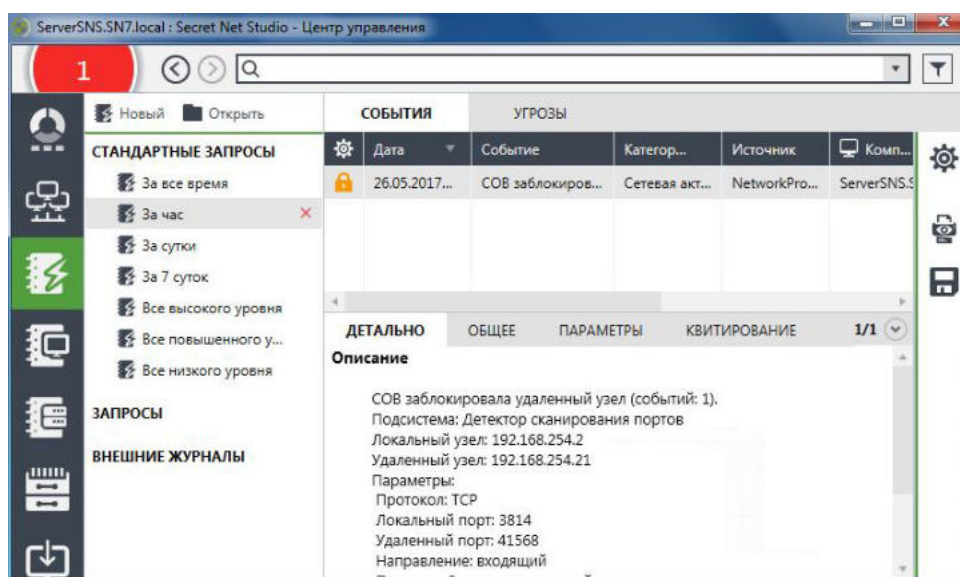 ServerSNS.SN7.local : Secret Net Studio - Центр управления
1
Новый Открыть
СОБЫТИЯ УГРОЗЫ
СТАНДАРТНЫЕ ЗАПРОСЫ
Дата Событие Категор... Источник Комп...
За все время
26.05.2017... СОВ заблокиров... Сетевая акт... NetworkPro... ServerSNS.S
За час
За сутки
За 7 суток
Все высокого уровня
Все повышенного у...
Все низкого уровня
ЗАПРОСЫ
ВНЕШНИЕ ЖУРНАЛЫ
ДЕТАЛЬНО ОБЩЕЕ ПАРАМЕТРЫ КВИТИРОВАНИЕ 1/1
Описание
СОВ заблокировала удаленный узел (событий: 1).
Подсистема: Детектор сканирования портов
Локальный узел: 192.168.254.2
Удаленный узел: 192.168.254.21
Параметры:
Протокол: TCP
Локальный порт: 3814
Удаленный порт: 41568
Направление: входящий